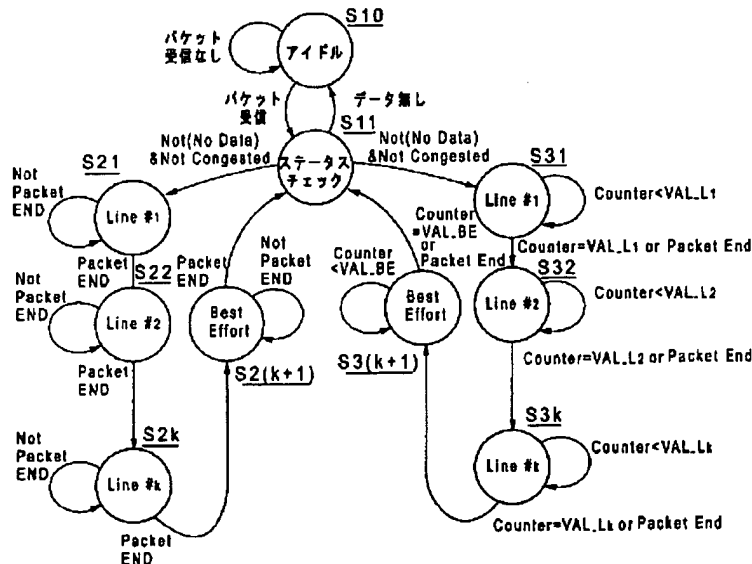 S10
パケット
受信なし
アイドル
パケット
受信
データ無し
S11
ステータス
チェック
Not(No Data)
&Not Congested
Not(No Data)
&Not Congested
S21
Not
Packet
END
Line #1
Packet
END
S22
Not
Packet
END
Line #2
Packet
END
S2k
Not
Packet
END
Line #k
Packet
END
Packet
END
Not
Packet
END
Best
Effort
S2(k+1)
Counter
<VAL_BE
Counter
=VAL_BE
or
Packet End
Best
Effort
S3(k+1)
S31
Line #1
Counter<VAL_L1
Counter=VAL_L1 or Packet End
S32
Line #2
Counter<VAL_L2
Counter=VAL_L2 or Packet End
S3k
Line #k
Counter<VAL_Lk
Counter=VAL_Lk or Packet End